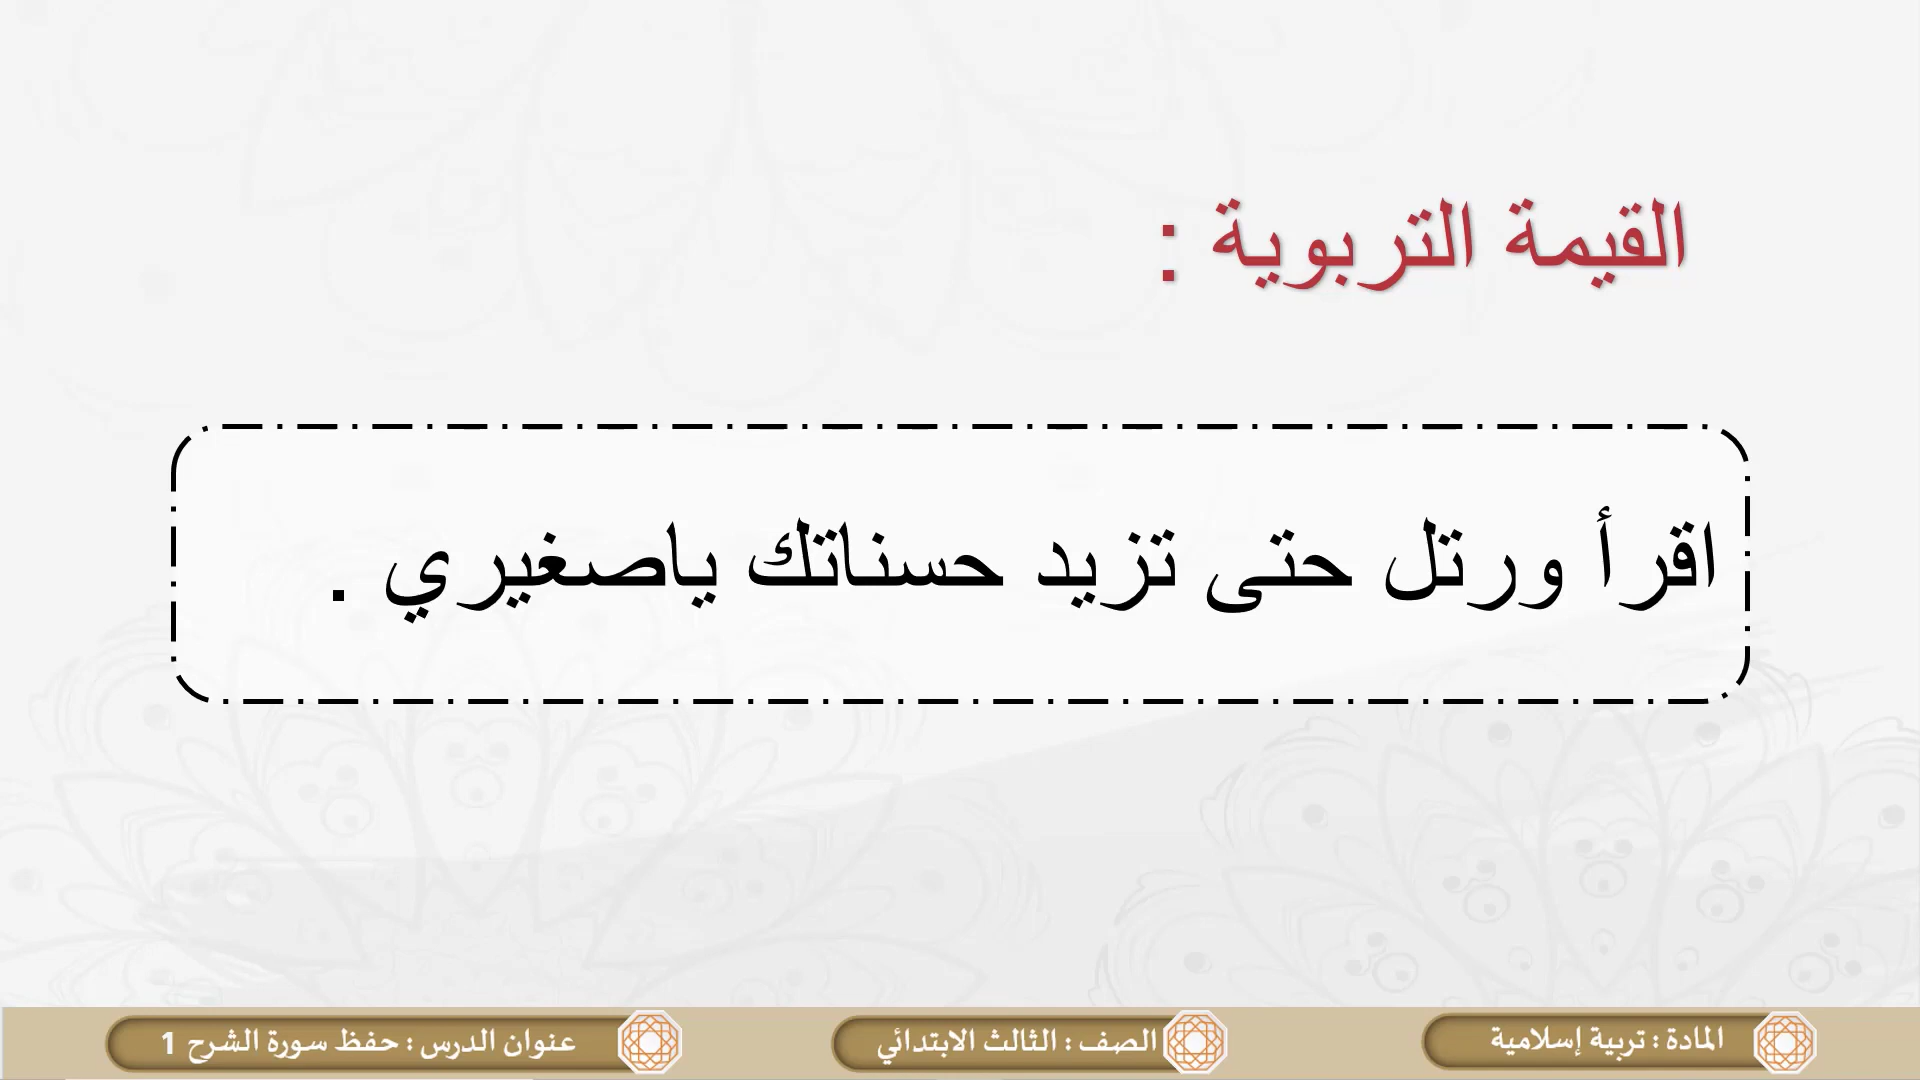 القيمة التربوية :
اقرأ ورتل حتى تزيد حسناتك ياصغيري .
المادة : تربية إسلامية
الصف : الثالث الابتدائي
عنوان الدرس : حفظ سورة الشرح 1